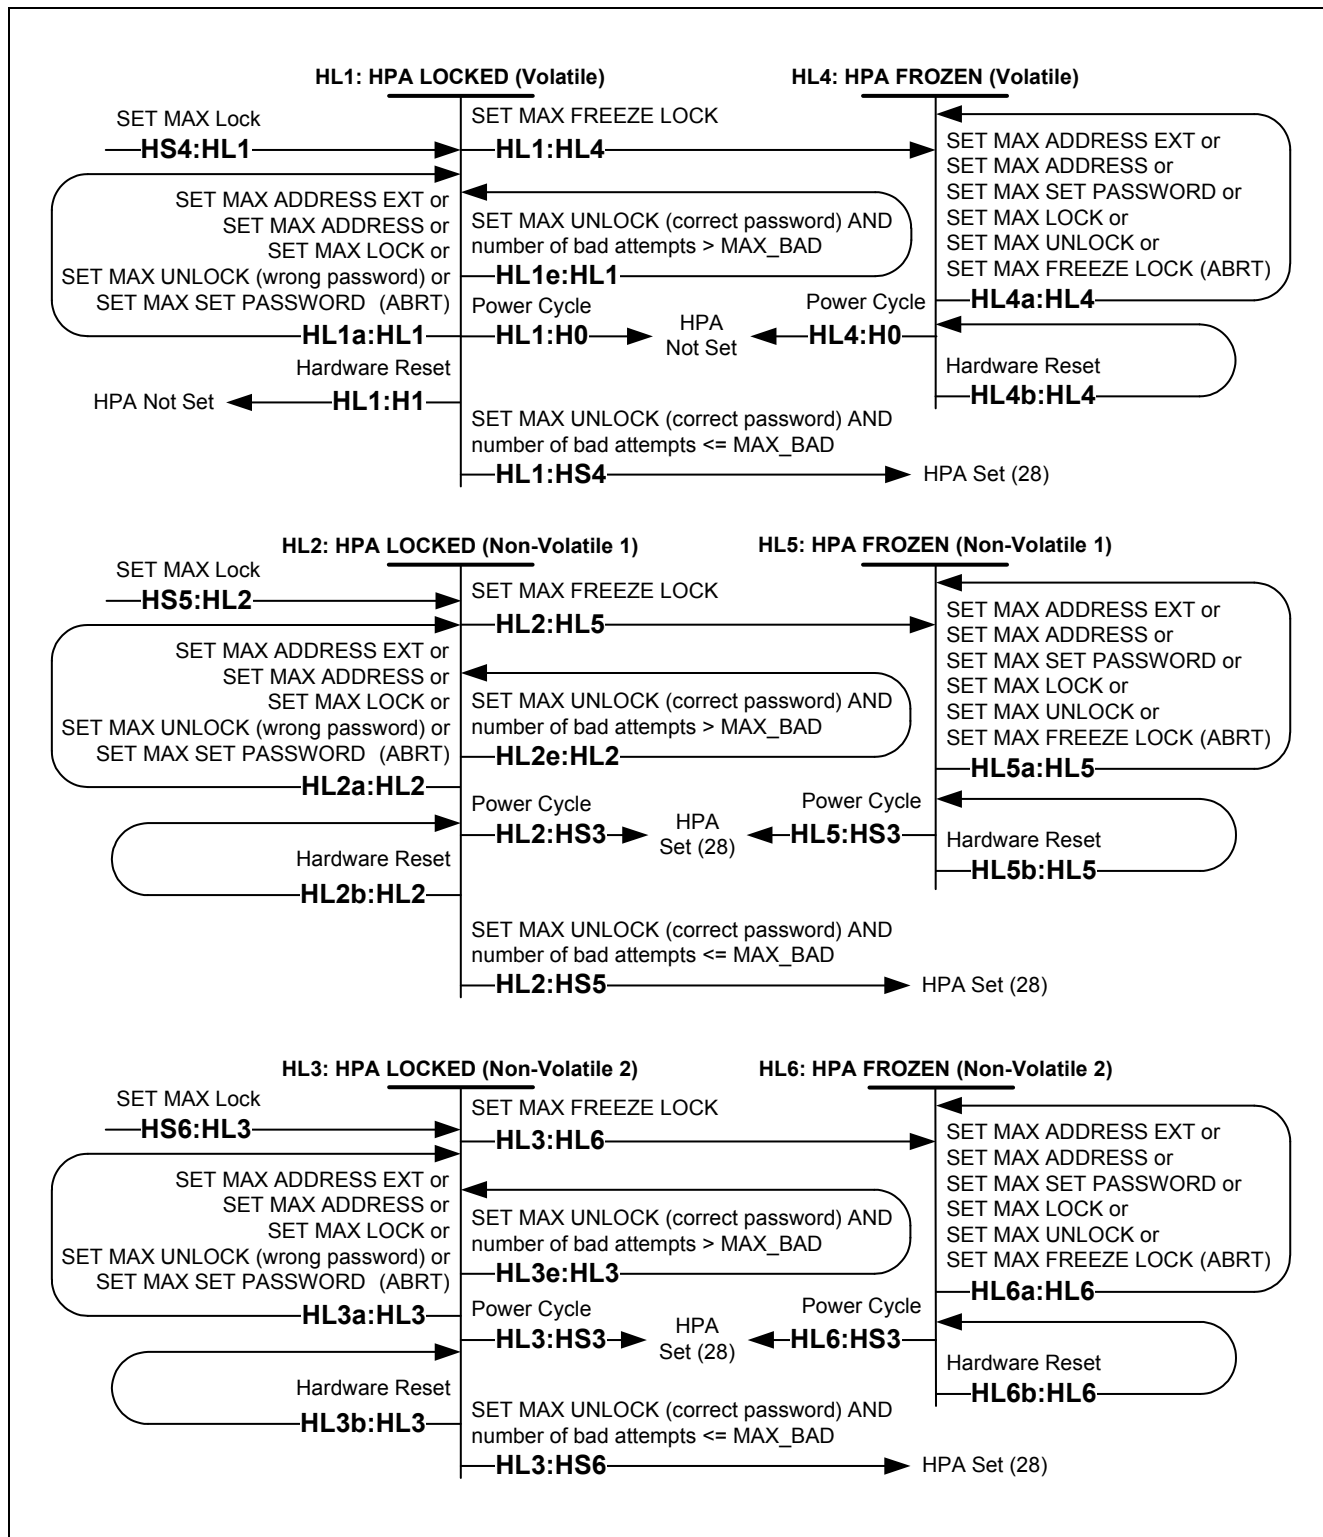 HL1: HPA LOCKED (Volatile)
HL4: HPA FROZEN (Volatile)
SET MAX Lock
HS4:HL1
SET MAX FREEZE LOCK
HL1:HL4
SET MAX ADDRESS EXT or
SET MAX ADDRESS or
SET MAX LOCK or
SET MAX UNLOCK (wrong password) or
SET MAX SET PASSWORD (ABRT)
HL1a:HL1
SET MAX UNLOCK (correct password) AND
number of bad attempts > MAX_BAD
HL1e:HL1
Power Cycle
HL1:H0
HPA
Not Set
Power Cycle
HL4:H0
SET MAX ADDRESS EXT or
SET MAX ADDRESS or
SET MAX SET PASSWORD or
SET MAX LOCK or
SET MAX UNLOCK or
SET MAX FREEZE LOCK (ABRT)
HL4a:HL4
Hardware Reset
HL4b:HL4
Hardware Reset
HPA Not Set
HL1:H1
SET MAX UNLOCK (correct password) AND
number of bad attempts <= MAX_BAD
HL1:HS4
HPA Set (28)
HL2: HPA LOCKED (Non-Volatile 1)
HL5: HPA FROZEN (Non-Volatile 1)
SET MAX Lock
HS5:HL2
SET MAX FREEZE LOCK
HL2:HL5
SET MAX ADDRESS EXT or
SET MAX ADDRESS or
SET MAX LOCK or
SET MAX UNLOCK (wrong password) or
SET MAX SET PASSWORD (ABRT)
HL2a:HL2
SET MAX UNLOCK (correct password) AND
number of bad attempts > MAX_BAD
HL2e:HL2
Power Cycle
HL2:HS3
HPA
Set (28)
Power Cycle
HL5:HS3
SET MAX ADDRESS EXT or
SET MAX ADDRESS or
SET MAX SET PASSWORD or
SET MAX LOCK or
SET MAX UNLOCK or
SET MAX FREEZE LOCK (ABRT)
HL5a:HL5
Hardware Reset
HL5b:HL5
Hardware Reset
HL2b:HL2
SET MAX UNLOCK (correct password) AND
number of bad attempts <= MAX_BAD
HL2:HS5
HPA Set (28)
HL3: HPA LOCKED (Non-Volatile 2)
HL6: HPA FROZEN (Non-Volatile 2)
SET MAX Lock
HS6:HL3
SET MAX FREEZE LOCK
HL3:HL6
SET MAX ADDRESS EXT or
SET MAX ADDRESS or
SET MAX LOCK or
SET MAX UNLOCK (wrong password) or
SET MAX SET PASSWORD (ABRT)
HL3a:HL3
SET MAX UNLOCK (correct password) AND
number of bad attempts > MAX_BAD
HL3e:HL3
Power Cycle
HL3:HS3
HPA
Set (28)
Power Cycle
HL6:HS3
SET MAX ADDRESS EXT or
SET MAX ADDRESS or
SET MAX SET PASSWORD or
SET MAX LOCK or
SET MAX UNLOCK or
SET MAX FREEZE LOCK (ABRT)
HL6a:HL6
Hardware Reset
HL6b:HL6
Hardware Reset
HL3b:HL3
SET MAX UNLOCK (correct password) AND
number of bad attempts <= MAX_BAD
HL3:HS6
HPA Set (28)